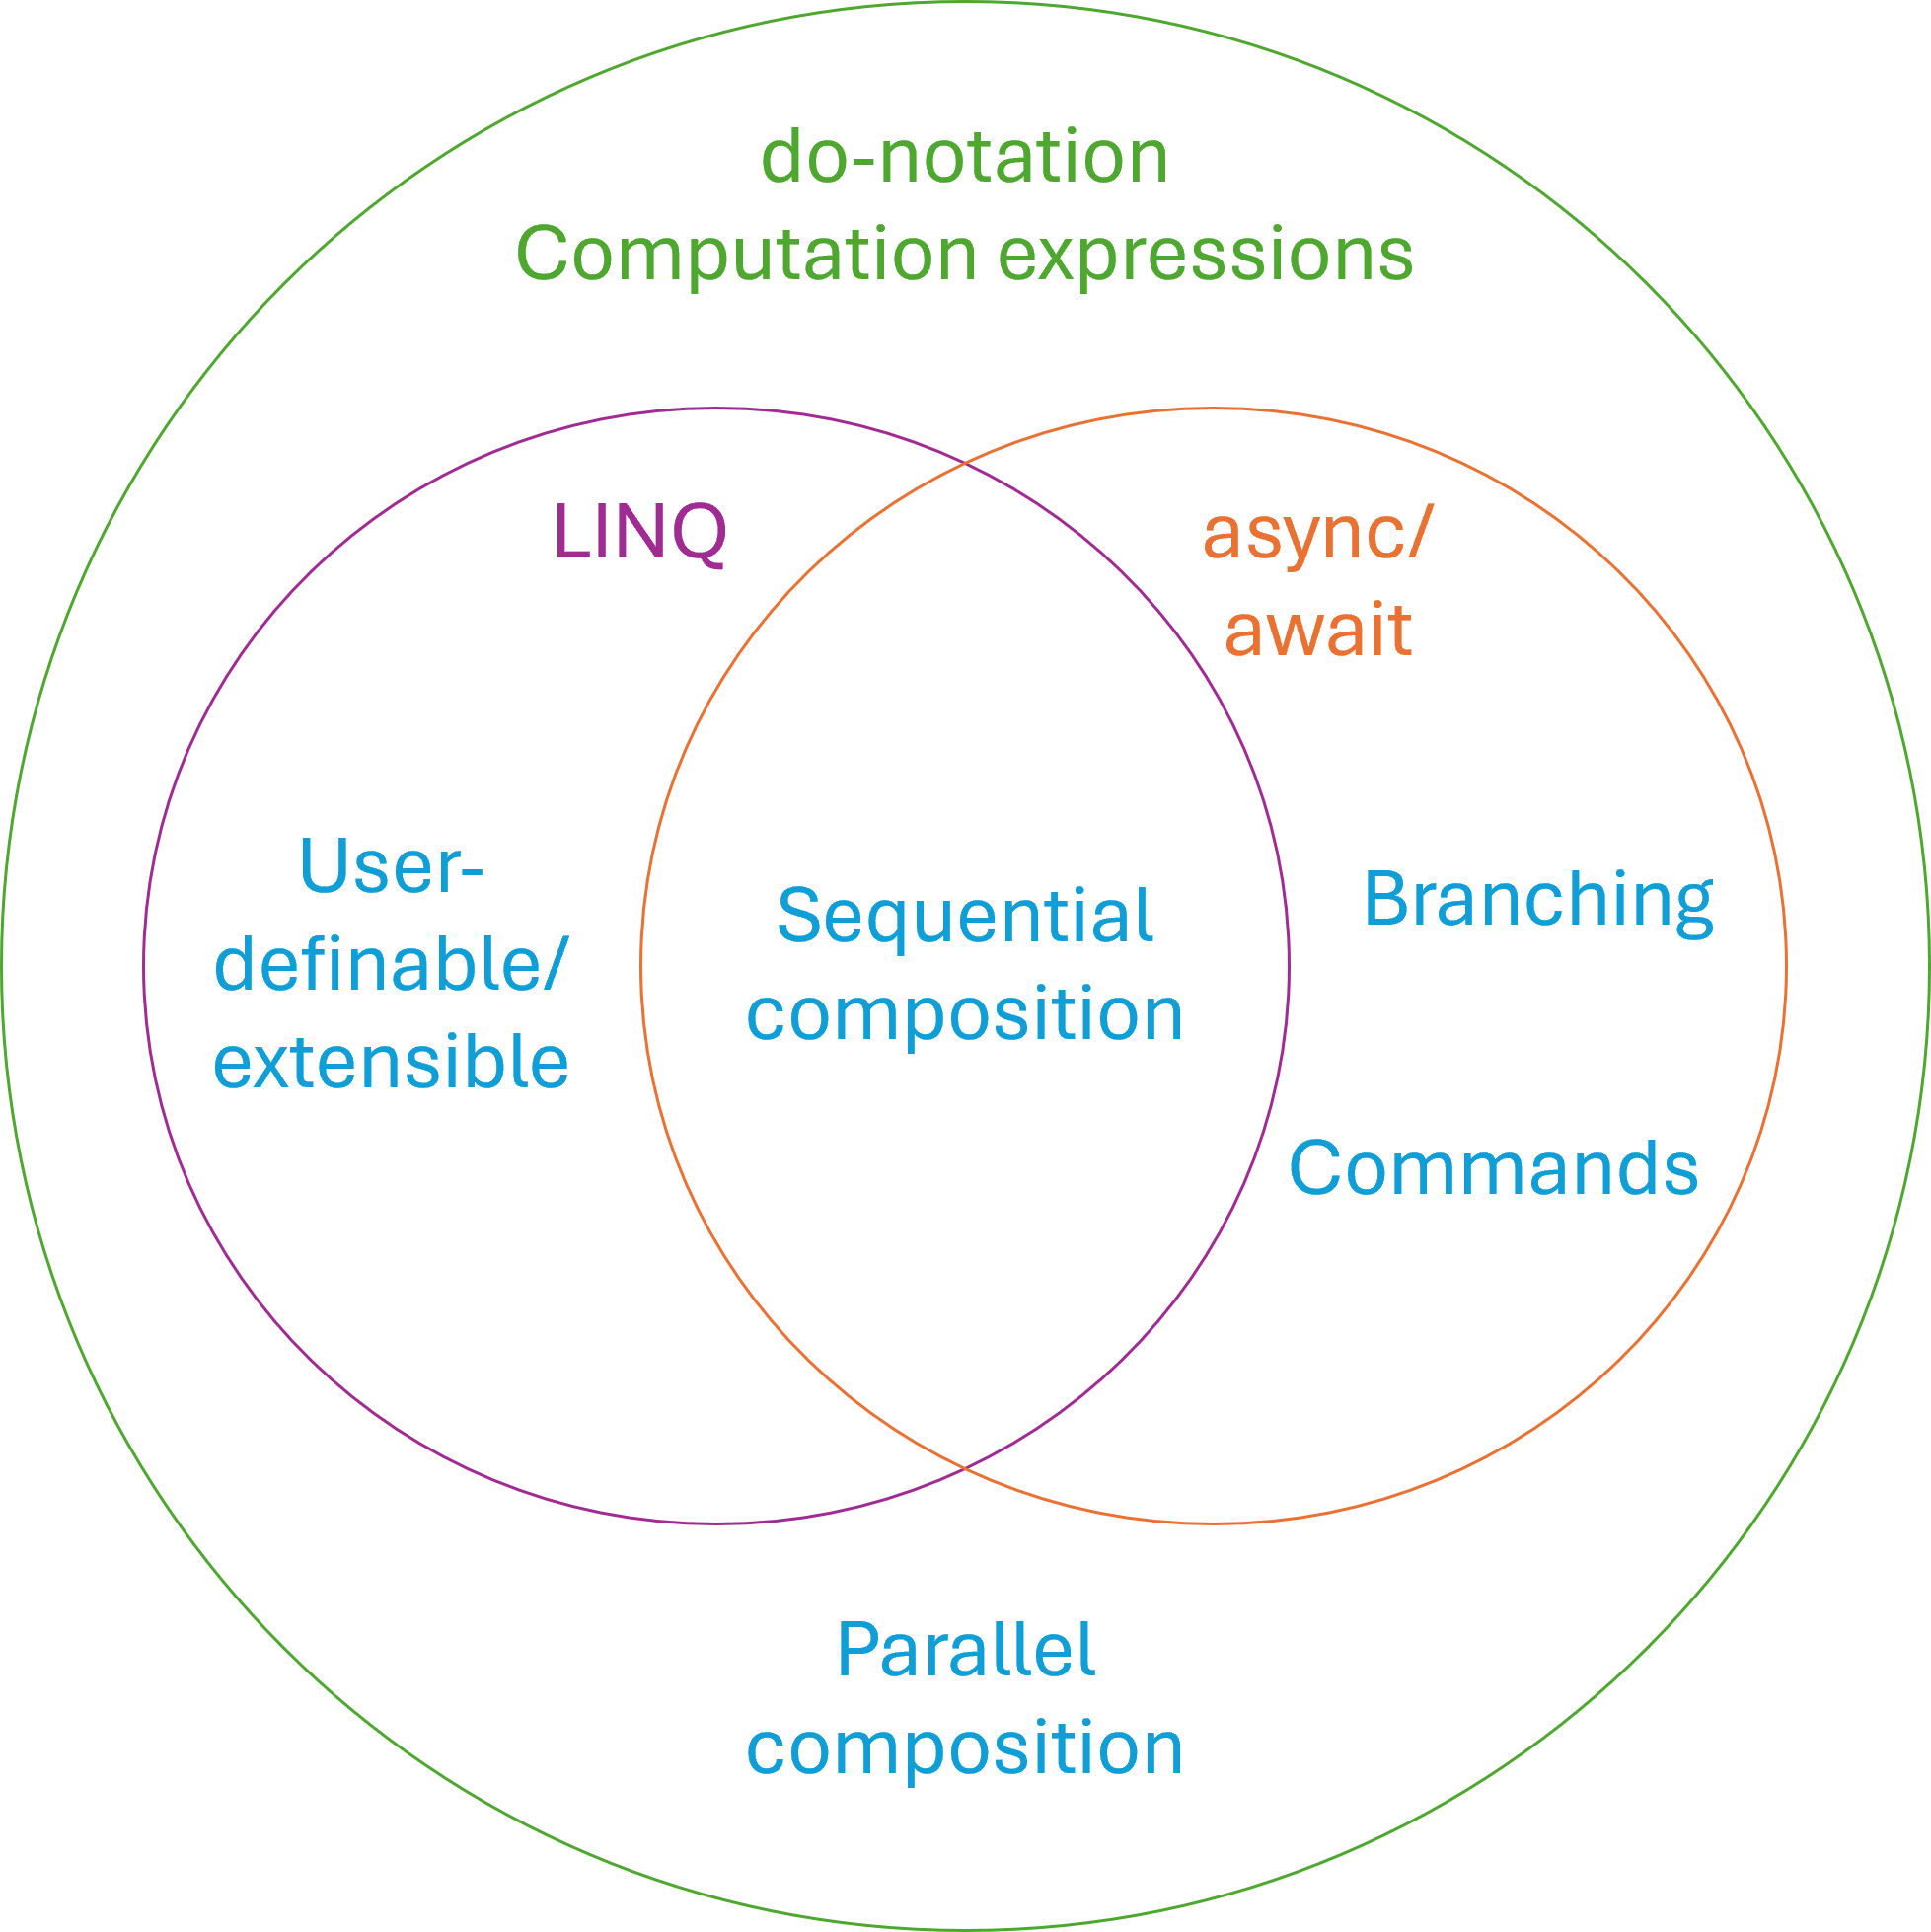 do-notation
Computation expressions
LINQ
async/
await
User-
definable/
extensible
Sequential
composition
Branching
Commands
Parallel
composition